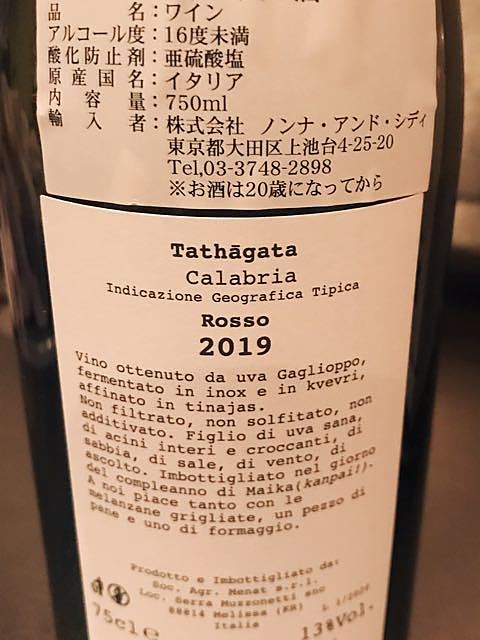 品名：ワイン
アルコール度：16度未満
酸化防止剤：亜硫酸塩
原産国名：イタリア
内容量：750ml
輸入者：株式会社 ノンナ・アンド・シディ
東京都大田区上池台4-25-20
Tel,03-3748-2898
※お酒は20歳になってから
Tathāgata
Calabria
Indicazione Geografica Tipica
Rosso
2019
Vino ottenuto da uva Gaglioppo,
fermentato in inox e in kvevri,
affinato in tinajas.
Non filtrato, non solfitato, non
additivato. Figlio di uva sana,
di acini interi e croccanti, di
sabbia, di sale, di vento, di
ascolto. Imbottigliato nel giorno
del compleanno di Maika(kanpai!).
A noi piace tanto con le
melanzane grigliate, un pezzo di
pane e uno di formaggio.
Prodotto e Imbottigliato da:
Soc. Agr. Menat s.r.l.
Loc. Serra Muzzonetti snc
88814 Melissa (KR)
Italia
75cl e
13%Vol.